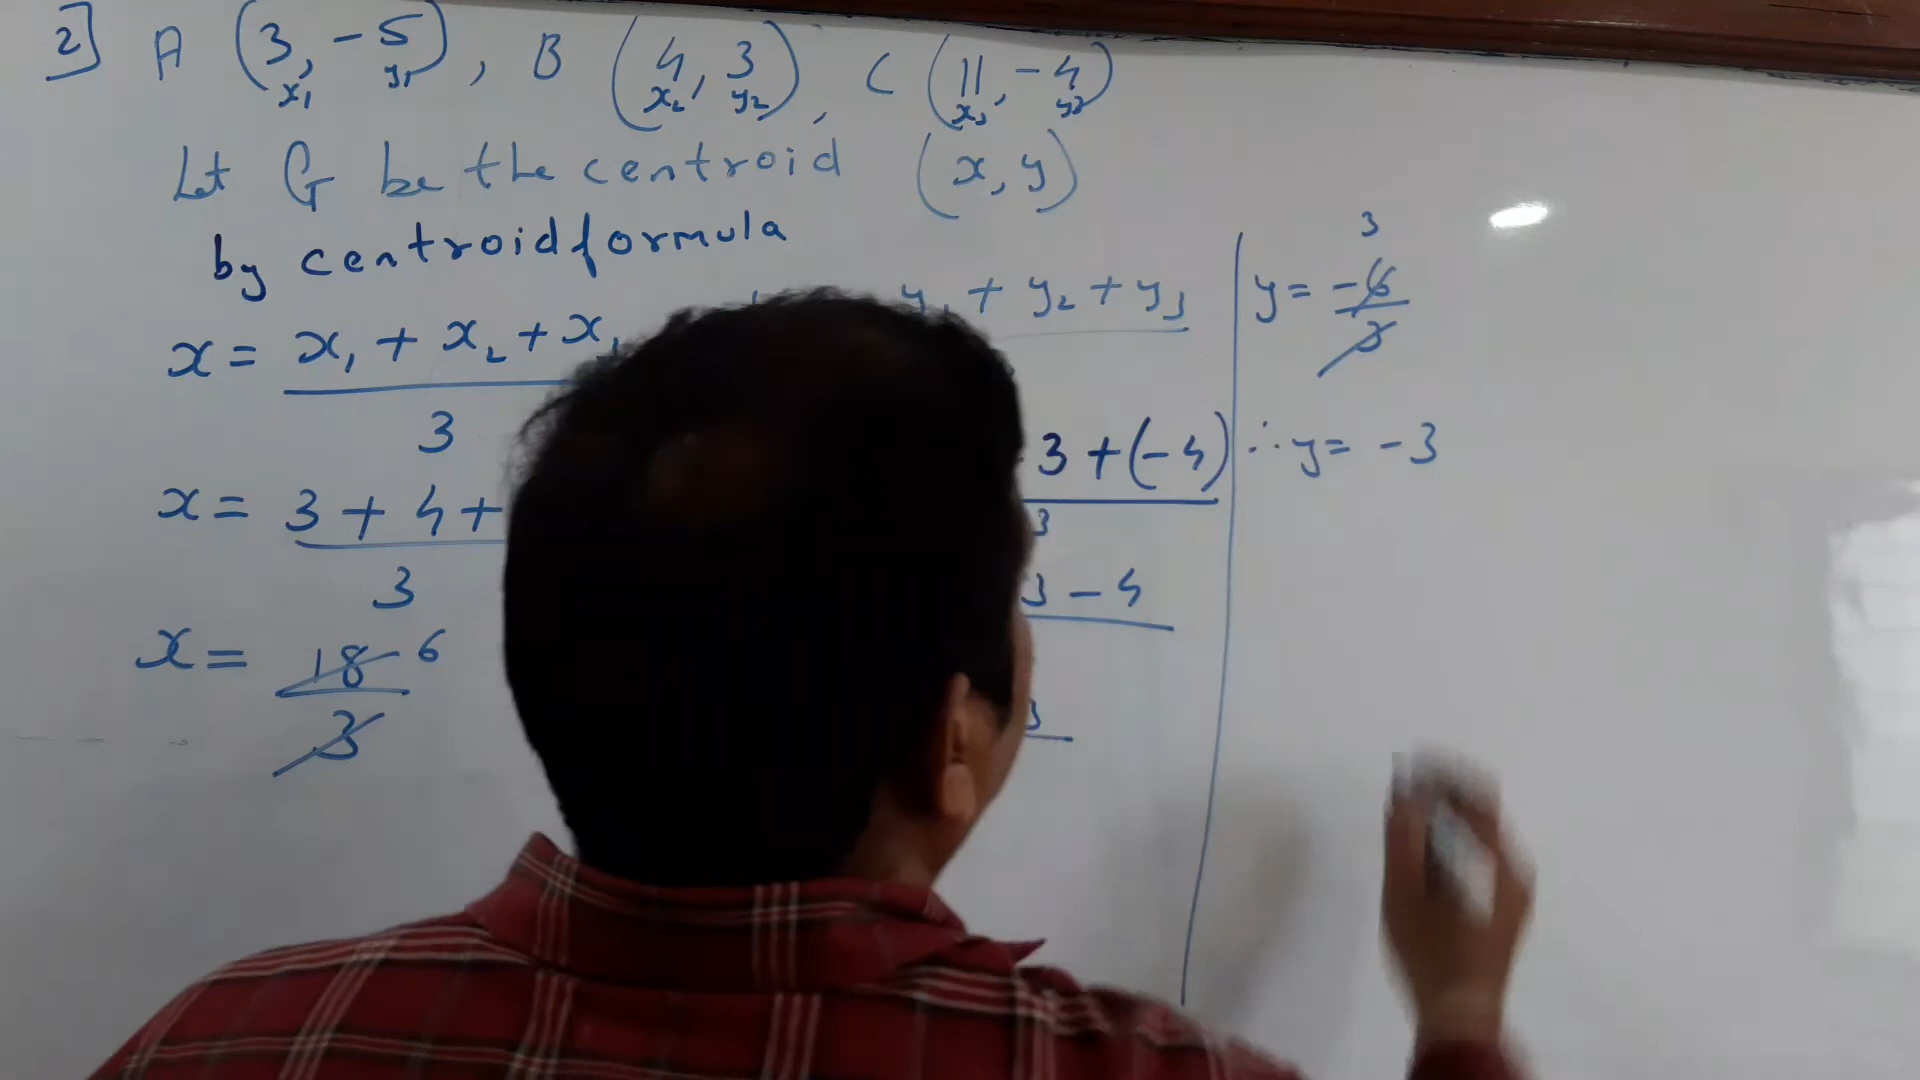 2] A (3, -5), B (4, 3), C (11, -4)
x₁ y₁ x₂ y₂ x₃ y₃
Let G be the centroid (x, y)
by centroid formula
x = x₁ + x₂ + x
3
x = 3 + 4 +
3
x = 18 6
3
y₁ + y₂ + y₃
3 + (-4)
3
3 - 4
3
3
y = -6
3
∴ y = -3